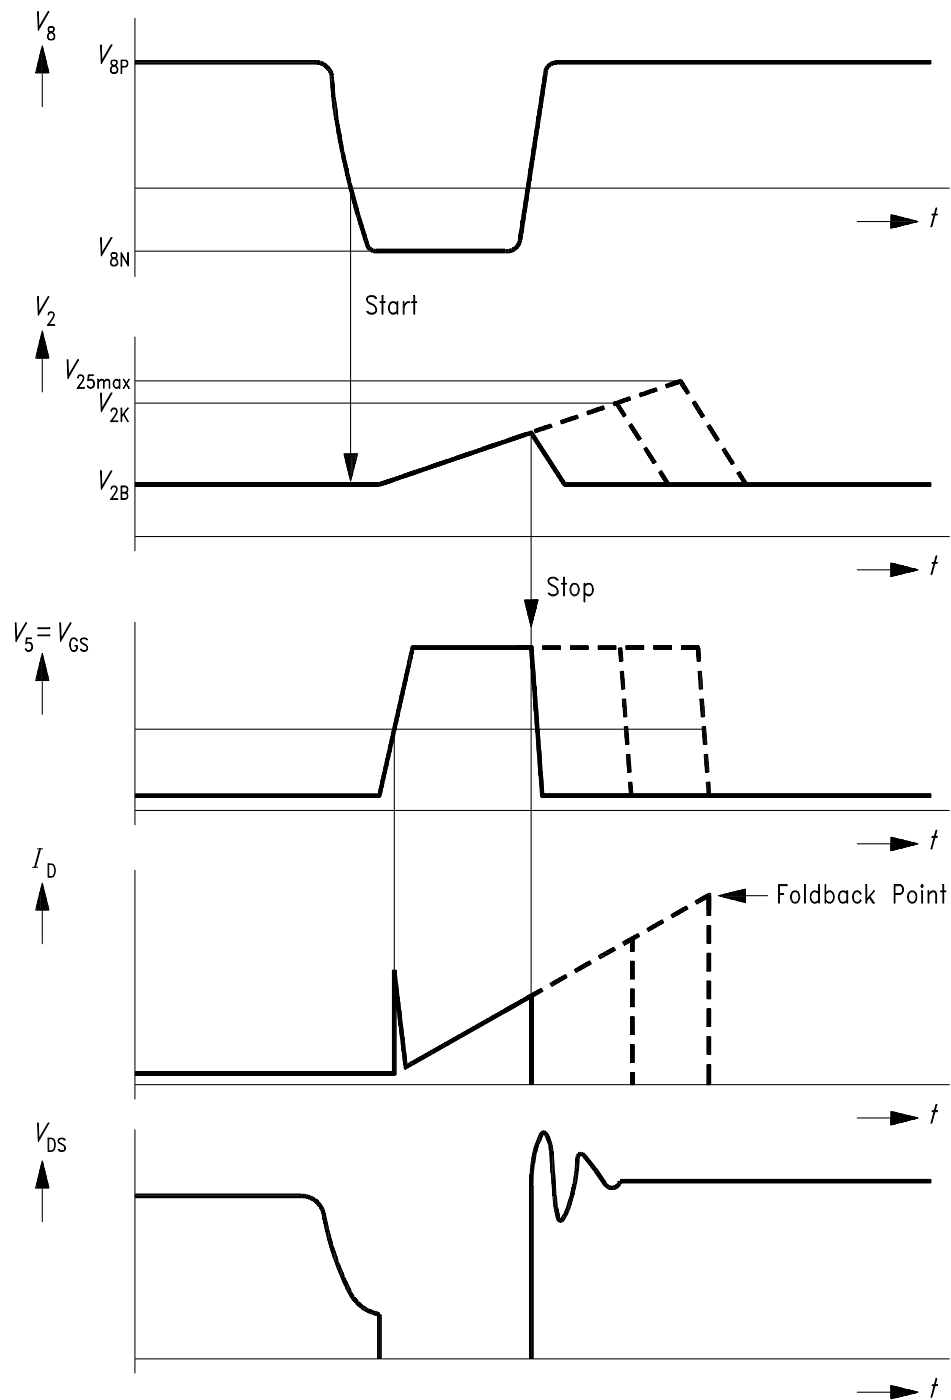 V8
V8P
t
V8N
Start
V2
V25max
V2K
V2B
t
Stop
V5=VGS
t
ID
Foldback Point
t
VDS
t